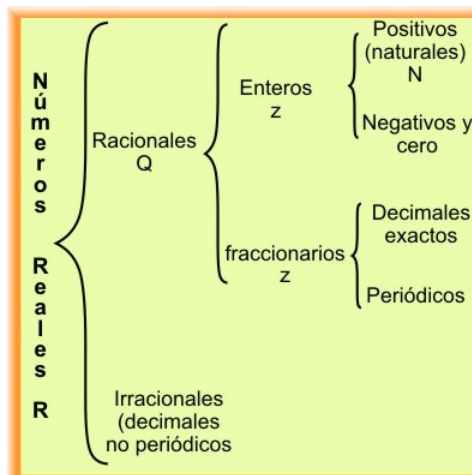 Números Reales R
Racionales
Q
Enteros
z
Positivos
(naturales)
N
Negativos y
cero
fraccionarios
z
Decimales
exactos
Periódicos
Irracionales
(decimales
no periódicos